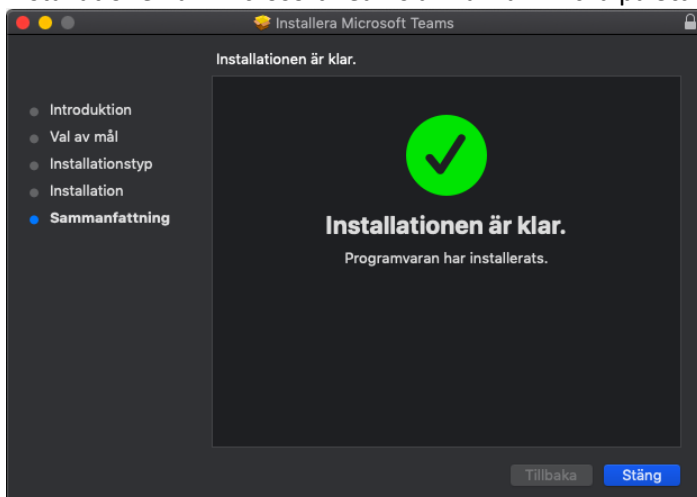 Installera Microsoft Teams
Installationen är klar.
Introduktion
Val av mål
Installationstyp
Installation
Sammanfattning
Installationen är klar.
Programvaran har installerats.
Tillbaka
Stäng